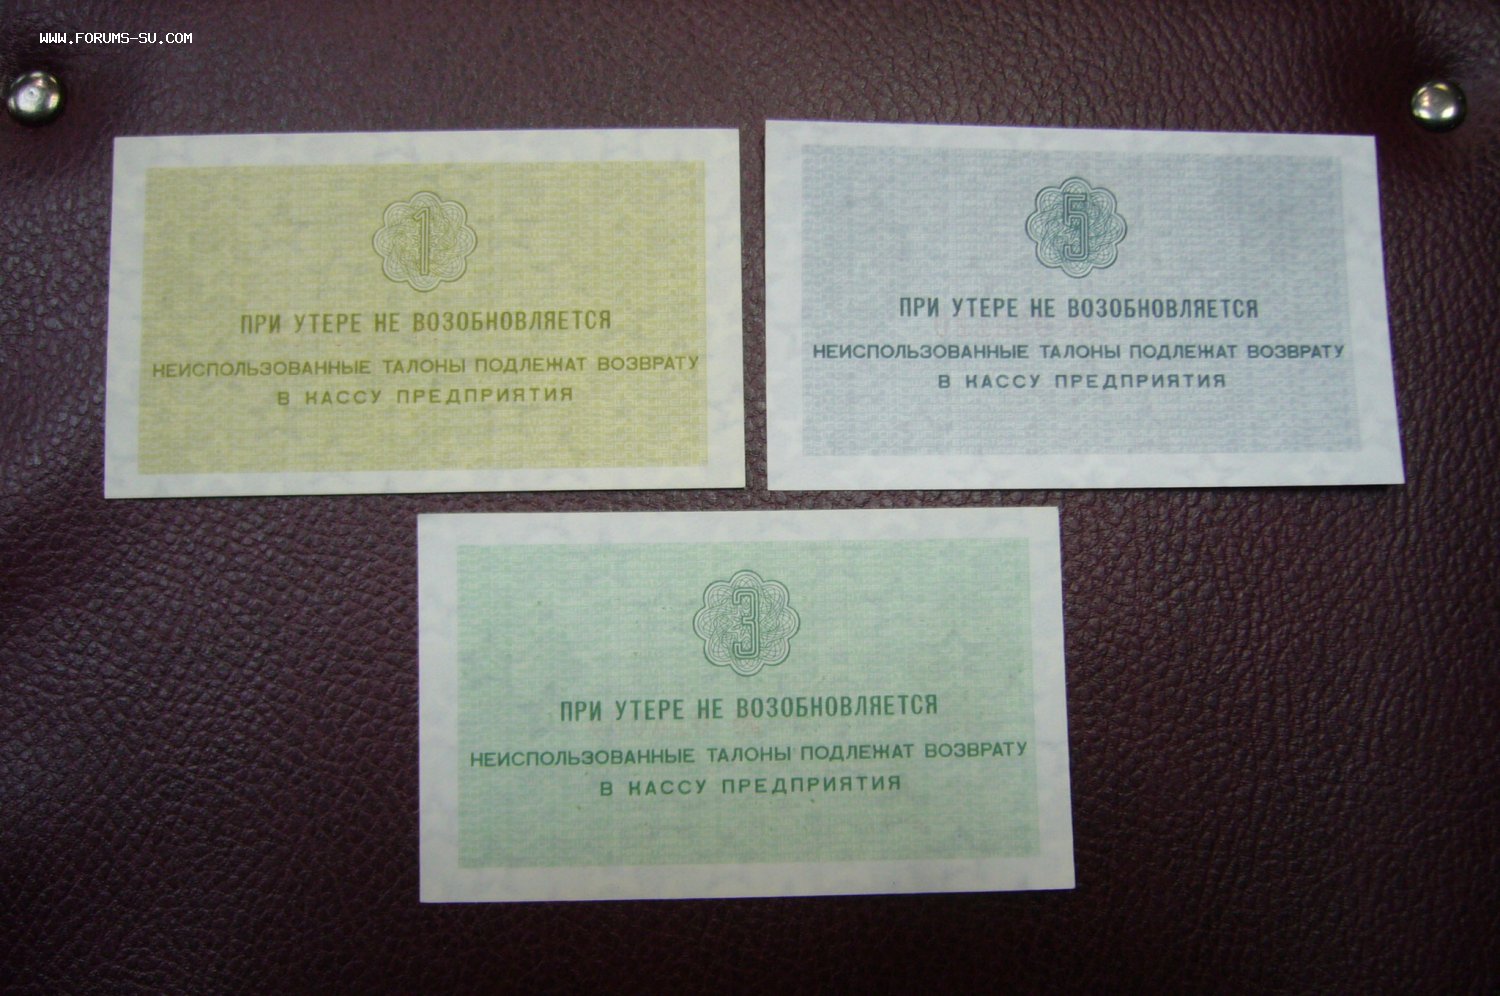 WWW.FORUMS-SU.COM
1
ПРИ УТЕРЕ НЕ ВОЗОБНОВЛЯЕТСЯ
НЕИСПОЛЬЗОВАННЫЕ ТАЛОНЫ ПОДЛЕЖАТ ВОЗВРАТУ
В КАССУ ПРЕДПРИЯТИЯ
5
ПРИ УТЕРЕ НЕ ВОЗОБНОВЛЯЕТСЯ
НЕИСПОЛЬЗОВАННЫЕ ТАЛОНЫ ПОДЛЕЖАТ ВОЗВРАТУ
В КАССУ ПРЕДПРИЯТИЯ
3
ПРИ УТЕРЕ НЕ ВОЗОБНОВЛЯЕТСЯ
НЕИСПОЛЬЗОВАННЫЕ ТАЛОНЫ ПОДЛЕЖАТ ВОЗВРАТУ
В КАССУ ПРЕДПРИЯТИЯ